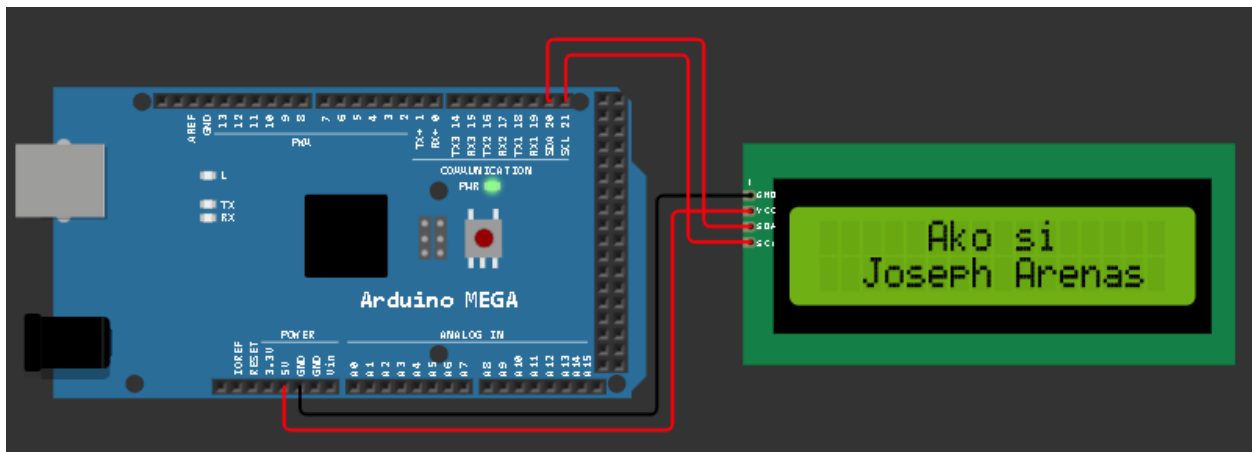 AREF
GND
13
12
11
10
9
8
7
6
5
4
3
2
TX+ 1
RX+ 0
TX3 14
RX3 15
TX2 16
RX2 17
TX1 18
RX1 19
SDA 20
SCL 21
PWM
COMMUNICATION
L
PWR
TX
RX
1
GND
VCC
SDA
SCL
Ako si
Joseph Arenas
Arduino MEGA
POWER
ANALOG IN
IOREF
RESET
3.3V
5V
GND
GND
Vin
A0
A1
A2
A3
A4
A5
A6
A7
A8
A9
A10
A11
A12
A13
A14
A15